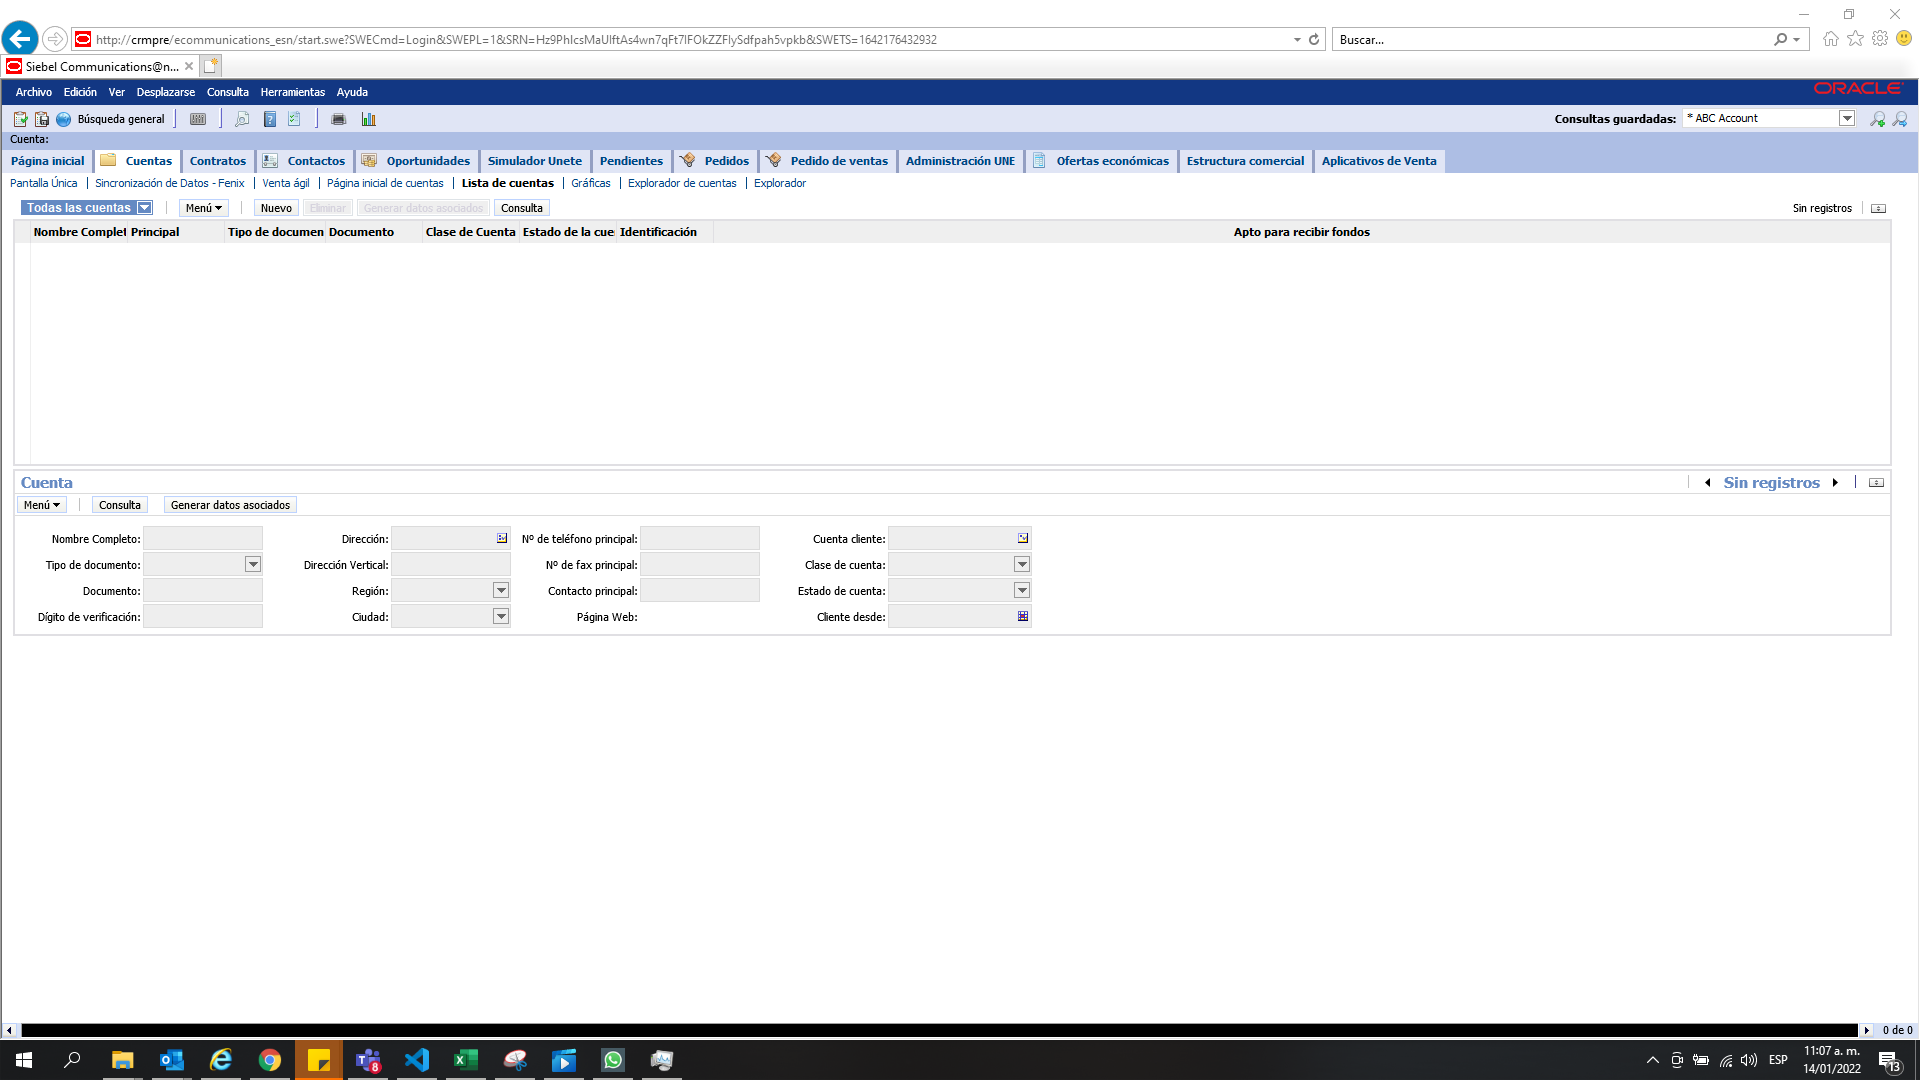 http://crmpre/ecommunications_esn/start.swe?SWECmd=Login&SWEPL=1&SRN=Hz9PhIcsMaUIftAs4wn7qFt7IFOkZZFIySdfpah5vpkb&SWETS=1642176432932
Buscar...
Siebel Communications@n...
Archivo Edición Ver Desplazarse Consulta Herramientas Ayuda
ORACLE
Búsqueda general
Consultas guardadas: * ABC Account
Cuenta:
Página inicial Cuentas Contratos Contactos Oportunidades Simulador Unete Pendientes Pedidos Pedido de ventas Administración UNE Ofertas económicas Estructura comercial Aplicativos de Venta
Pantalla Única Sincronización de Datos - Fenix Venta ágil Página inicial de cuentas Lista de cuentas Gráficas Explorador de cuentas Explorador
Todas las cuentas Menú Nuevo Eliminar Generar datos asociados Consulta Sin registros
Nombre Complet Principal Tipo de documen Documento Clase de Cuenta Estado de la cue Identificación Apto para recibir fondos
Cuenta Sin registros
Menú Consulta Generar datos asociados
Nombre Completo: Dirección: Nº de teléfono principal: Cuenta cliente:
Tipo de documento: Dirección Vertical: Nº de fax principal: Clase de cuenta:
Documento: Región: Contacto principal: Estado de cuenta:
Dígito de verificación: Ciudad: Página Web: Cliente desde:
0 de 0
8
ESP
11:07 a. m.
14/01/2022
13